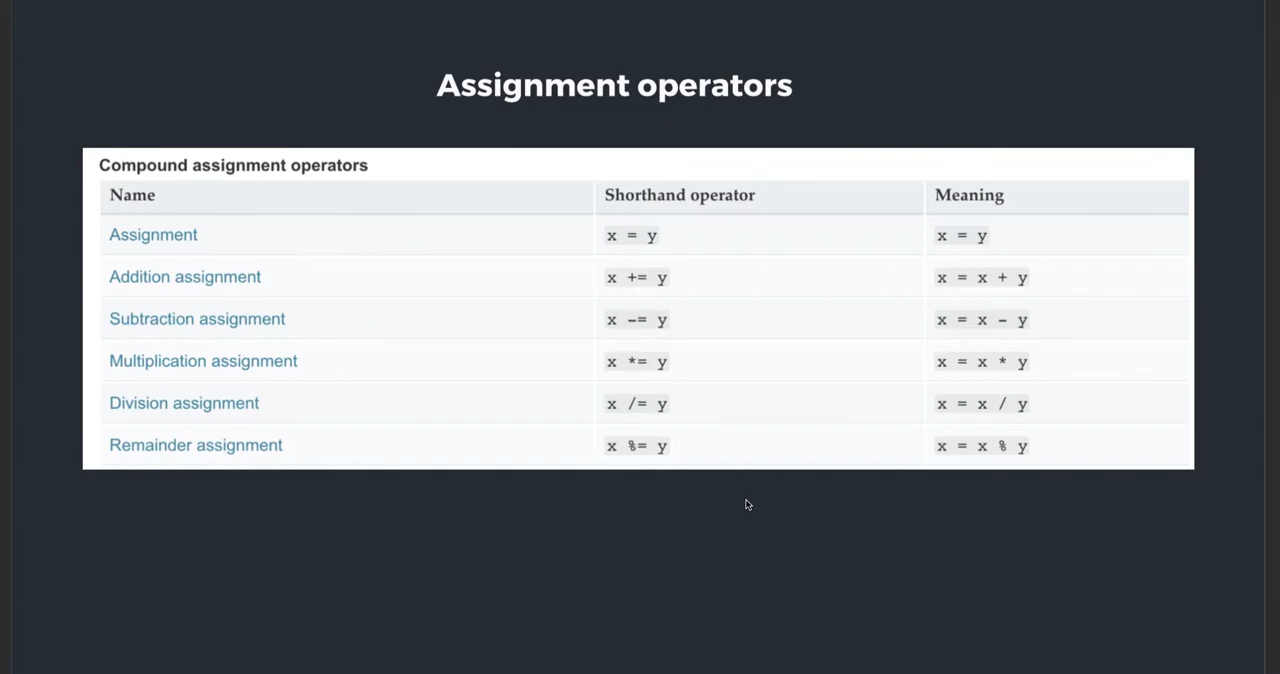 Assignment operators
Compound assignment operators
Name Shorthand operator Meaning
Assignment x = y x = y
Addition assignment x += y x = x + y
Subtraction assignment x -= y x = x - y
Multiplication assignment x *= y x = x * y
Division assignment x /= y x = x / y
Remainder assignment x %= y x = x % y